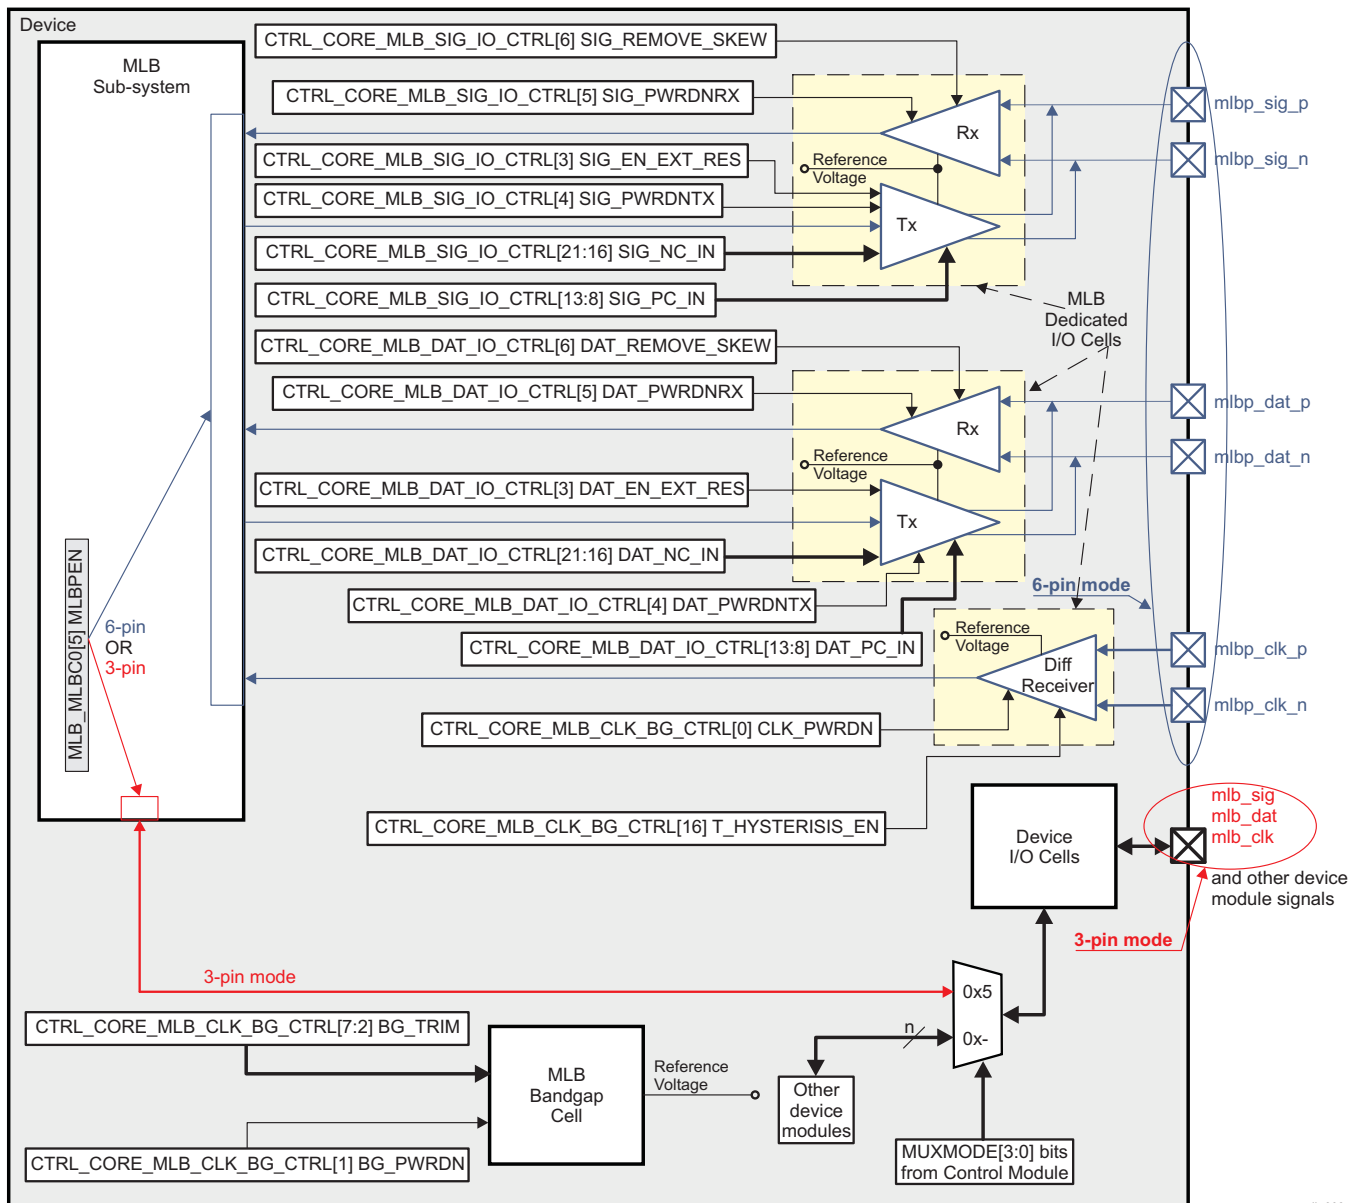 Device
MLB
Sub-system
CTRL_CORE_MLB_SIG_IO_CTRL[6] SIG_REMOVE_SKEW
CTRL_CORE_MLB_SIG_IO_CTRL[5] SIG_PWRDNRX
CTRL_CORE_MLB_SIG_IO_CTRL[3] SIG_EN_EXT_RES
CTRL_CORE_MLB_SIG_IO_CTRL[4] SIG_PWRDNTX
CTRL_CORE_MLB_SIG_IO_CTRL[21:16] SIG_NC_IN
CTRL_CORE_MLB_SIG_IO_CTRL[13:8] SIG_PC_IN
Rx
Reference
Voltage
Tx
mlbp_sig_p
mlbp_sig_n
MLB
Dedicated
I/O Cells
CTRL_CORE_MLB_DAT_IO_CTRL[6] DAT_REMOVE_SKEW
CTRL_CORE_MLB_DAT_IO_CTRL[5] DAT_PWRDNRX
CTRL_CORE_MLB_DAT_IO_CTRL[3] DAT_EN_EXT_RES
CTRL_CORE_MLB_DAT_IO_CTRL[21:16] DAT_NC_IN
CTRL_CORE_MLB_DAT_IO_CTRL[4] DAT_PWRDNTX
CTRL_CORE_MLB_DAT_IO_CTRL[13:8] DAT_PC_IN
Rx
Reference
Voltage
Tx
mlbp_dat_p
mlbp_dat_n
6-pin mode
MLB_MLBC0[5] MLBPEN
6-pin
OR
3-pin
Reference
Voltage
Diff
Receiver
mlbp_clk_p
mlbp_clk_n
CTRL_CORE_MLB_CLK_BG_CTRL[0] CLK_PWRDN
CTRL_CORE_MLB_CLK_BG_CTRL[16] T_HYSTERISIS_EN
Device
I/O Cells
mlb_sig
mlb_dat
mlb_clk
and other device
module signals
3-pin mode
3-pin mode
0x5
0x-
n
CTRL_CORE_MLB_CLK_BG_CTRL[7:2] BG_TRIM
MLB
Bandgap
Cell
Reference
Voltage
Other
device
modules
CTRL_CORE_MLB_CLK_BG_CTRL[1] BG_PWRDN
MUXMODE[3:0] bits
from Control Module